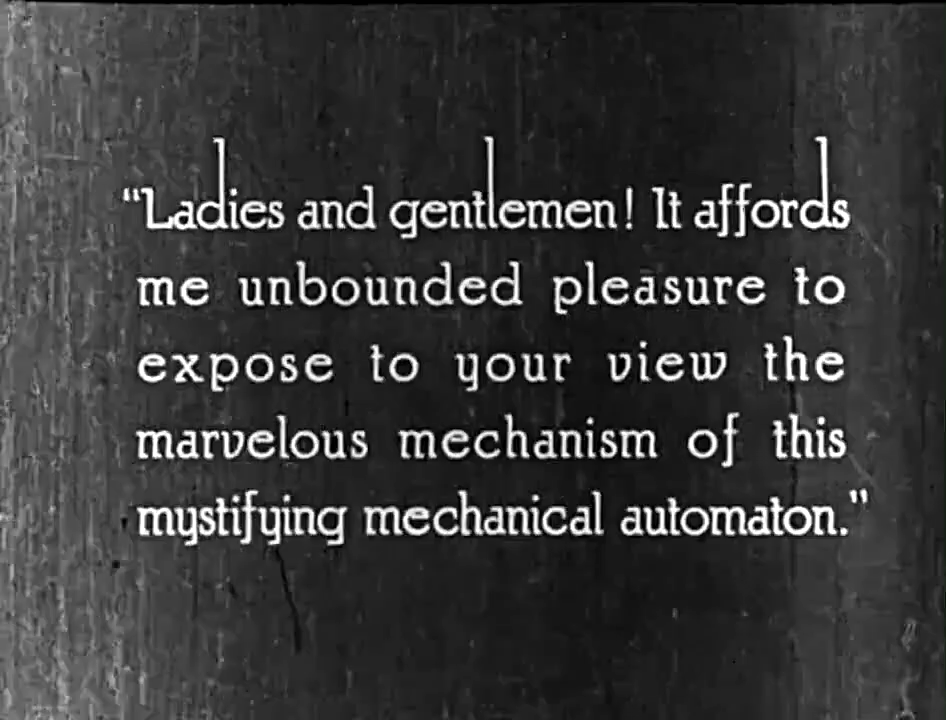 “Ladies and gentlemen! It affords
me unbounded pleasure to
expose to your view the
marvelous mechanism of this
mystifying mechanical automaton.”